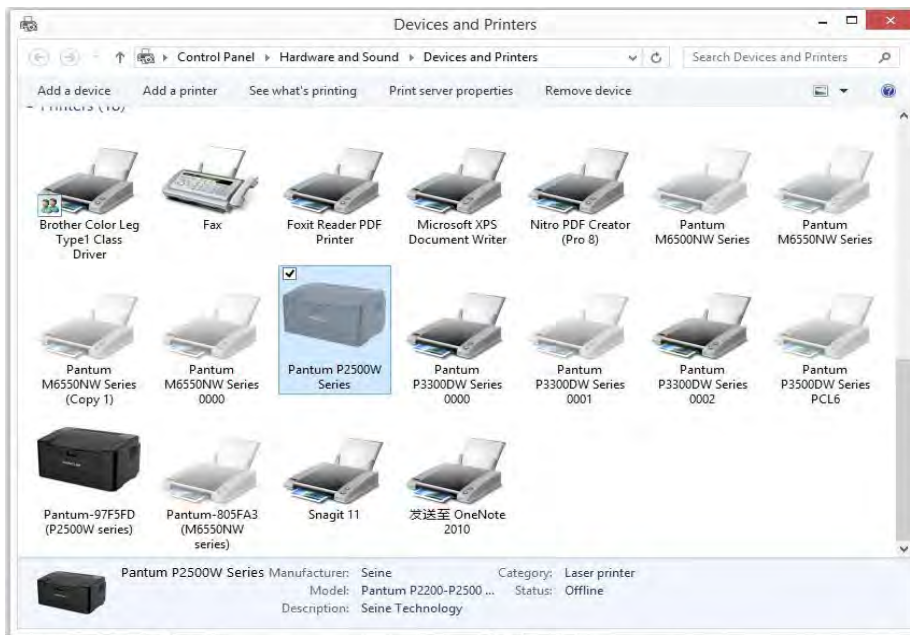 Devices and Printers
Control Panel Hardware and Sound Devices and Printers
Search Devices and Printers
Add a device Add a printer See what's printing Print server properties Remove device
Brother Color Leg Type1 Class Driver
Fax
Foxit Reader PDF Printer
Microsoft XPS Document Writer
Nitro PDF Creator (Pro 8)
Pantum M6500NW Series
Pantum M6550NW Series
Pantum M6550NW Series (Copy 1)
Pantum M6550NW Series 0000
Pantum P2500W Series
Pantum P3300DW Series 0000
Pantum P3300DW Series 0001
Pantum P3300DW Series 0002
Pantum P3500DW Series PCL6
Pantum-97F5FD (P2500W series)
Pantum-805FA3 (M6550NW series)
Snagit 11
发送至 OneNote 2010
Pantum P2500W Series Manufacturer: Seine Category: Laser printer
Model: Pantum P2200-P2500 ... Status: Offline
Description: Seine Technology